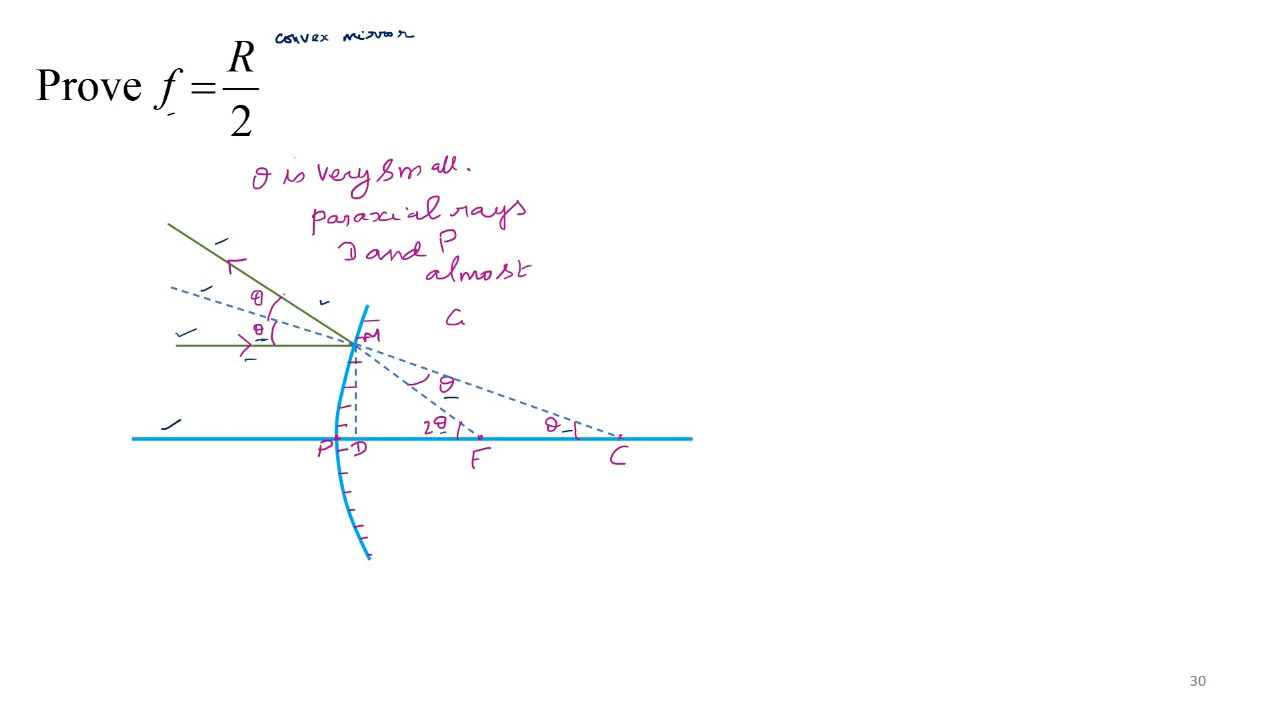 convex mirror
Prove f = R/2
θ is very small.
paraxial rays
D and P
almost
θ
θ
M
θ
2θ
θ
P D
F
C
30